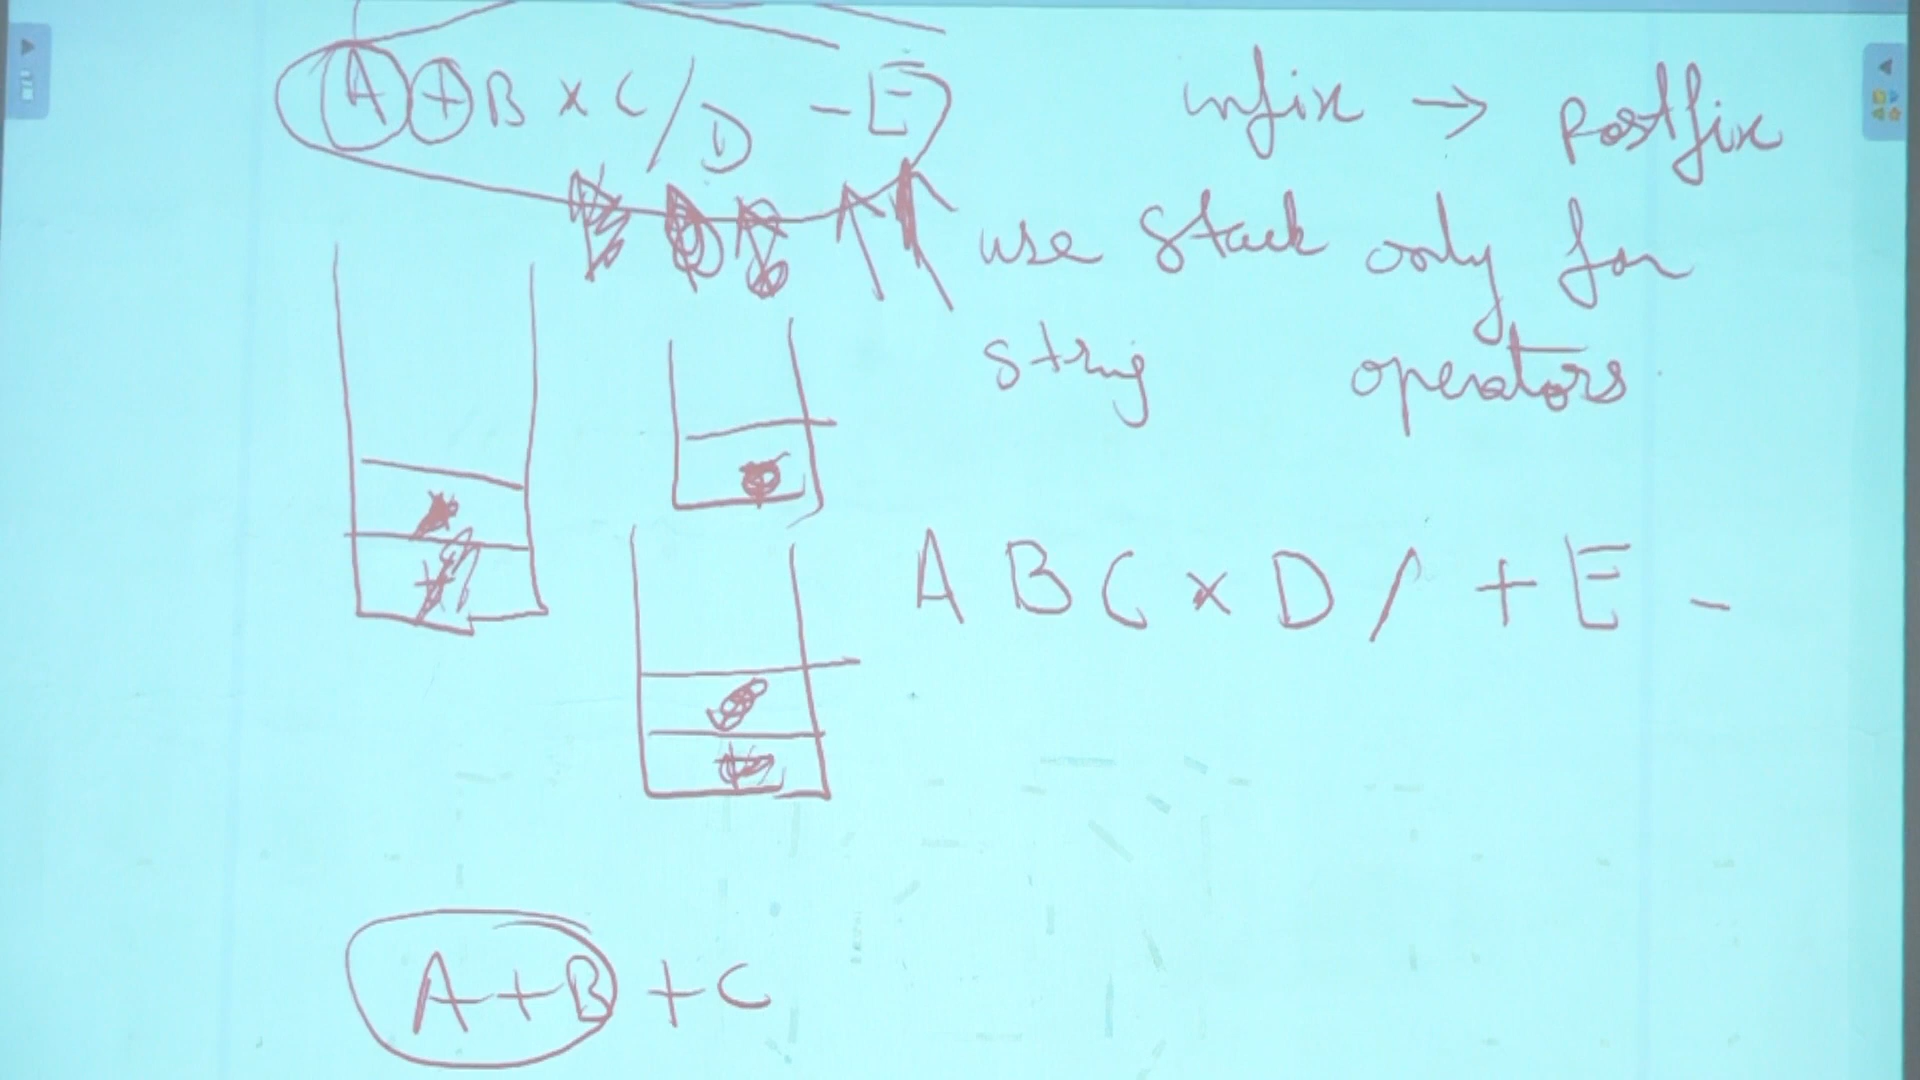 A + B × C / D - E
infix → Postfix
use stack only for
string operators
+
A B C × D / + E -
A + B + C